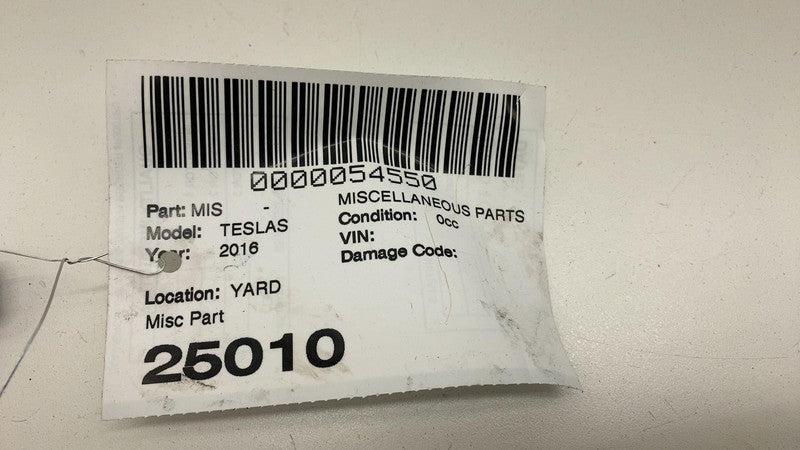 0000054550
Part: MIS - MISCELLANEOUS PARTS
Model: TESLAS Condition: 0cc
Year: 2016 VIN:
Damage Code:
Location: YARD
Misc Part
25010